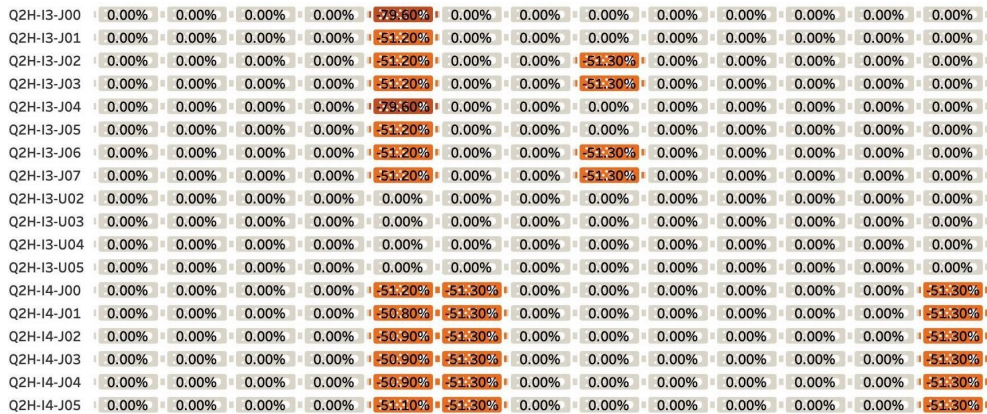 Q2H-I3-J00 0.00% 0.00% 0.00% 0.00% -79.60% 0.00% 0.00% 0.00% 0.00% 0.00% 0.00% 0.00% 0.00%
Q2H-I3-J01 0.00% 0.00% 0.00% 0.00% -51.20% 0.00% 0.00% 0.00% 0.00% 0.00% 0.00% 0.00% 0.00%
Q2H-I3-J02 0.00% 0.00% 0.00% 0.00% -51.20% 0.00% 0.00% -51.30% 0.00% 0.00% 0.00% 0.00% 0.00%
Q2H-I3-J03 0.00% 0.00% 0.00% 0.00% -51.20% 0.00% 0.00% -51.30% 0.00% 0.00% 0.00% 0.00% 0.00%
Q2H-I3-J04 0.00% 0.00% 0.00% 0.00% -79.60% 0.00% 0.00% 0.00% 0.00% 0.00% 0.00% 0.00% 0.00%
Q2H-I3-J05 0.00% 0.00% 0.00% 0.00% -51.20% 0.00% 0.00% 0.00% 0.00% 0.00% 0.00% 0.00% 0.00%
Q2H-I3-J06 0.00% 0.00% 0.00% 0.00% -51.20% 0.00% 0.00% -51.30% 0.00% 0.00% 0.00% 0.00% 0.00%
Q2H-I3-J07 0.00% 0.00% 0.00% 0.00% -51.20% 0.00% 0.00% -51.30% 0.00% 0.00% 0.00% 0.00% 0.00%
Q2H-I3-U02 0.00% 0.00% 0.00% 0.00% 0.00% 0.00% 0.00% 0.00% 0.00% 0.00% 0.00% 0.00% 0.00%
Q2H-I3-U03 0.00% 0.00% 0.00% 0.00% 0.00% 0.00% 0.00% 0.00% 0.00% 0.00% 0.00% 0.00% 0.00%
Q2H-I3-U04 0.00% 0.00% 0.00% 0.00% 0.00% 0.00% 0.00% 0.00% 0.00% 0.00% 0.00% 0.00% 0.00%
Q2H-I3-U05 0.00% 0.00% 0.00% 0.00% 0.00% 0.00% 0.00% 0.00% 0.00% 0.00% 0.00% 0.00% 0.00%
Q2H-I4-J00 0.00% 0.00% 0.00% 0.00% -51.20% -51.30% 0.00% 0.00% 0.00% 0.00% 0.00% 0.00% -51.30%
Q2H-I4-J01 0.00% 0.00% 0.00% 0.00% -50.80% -51.30% 0.00% 0.00% 0.00% 0.00% 0.00% 0.00% -51.30%
Q2H-I4-J02 0.00% 0.00% 0.00% 0.00% -50.90% -51.30% 0.00% 0.00% 0.00% 0.00% 0.00% 0.00% -51.30%
Q2H-I4-J03 0.00% 0.00% 0.00% 0.00% -50.90% -51.30% 0.00% 0.00% 0.00% 0.00% 0.00% 0.00% -51.30%
Q2H-I4-J04 0.00% 0.00% 0.00% 0.00% -50.90% -51.30% 0.00% 0.00% 0.00% 0.00% 0.00% 0.00% -51.30%
Q2H-I4-J05 0.00% 0.00% 0.00% 0.00% -51.10% -51.30% 0.00% 0.00% 0.00% 0.00% 0.00% 0.00% -51.30%